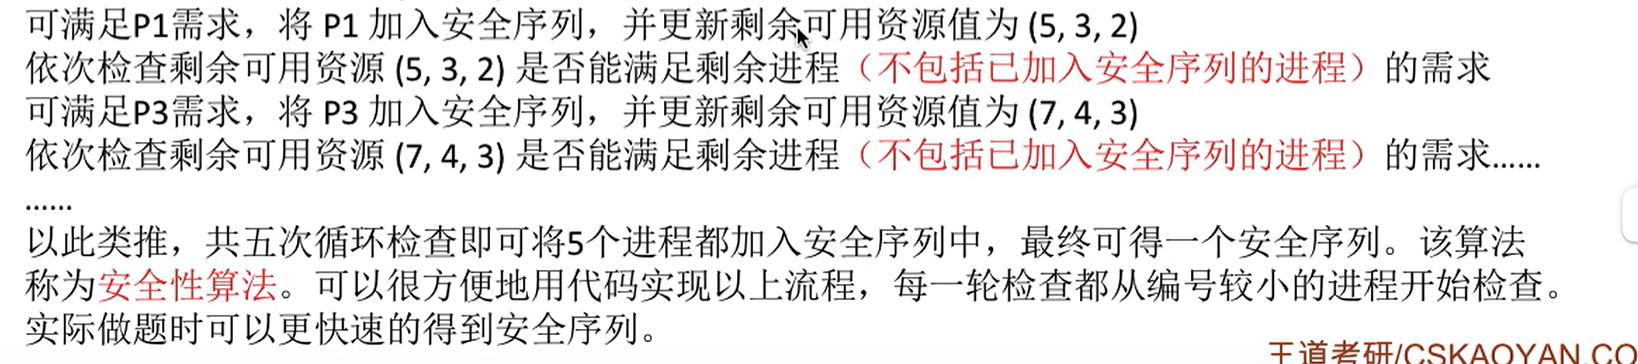 可满足P1需求，将 P1 加入安全序列，并更新剩余可用资源值为 (5, 3, 2)
依次检查剩余可用资源 (5, 3, 2) 是否能满足剩余进程（不包括已加入安全序列的进程）的需求
可满足P3需求，将 P3 加入安全序列，并更新剩余可用资源值为 (7, 4, 3)
依次检查剩余可用资源 (7, 4, 3) 是否能满足剩余进程（不包括已加入安全序列的进程）的需求……
……
以此类推，共五次循环检查即可将5个进程都加入安全序列中，最终可得一个安全序列。该算法
称为安全性算法。可以很方便地用代码实现以上流程，每一轮检查都从编号较小的进程开始检查。
实际做题时可以更快速的得到安全序列。
王道考研/CSKAOYAN.CO